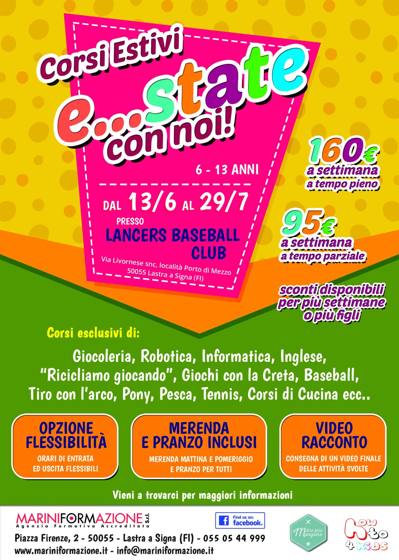 Corsi Estivi
e...state
con noi!
6 - 13 ANNI
DAL 13/6 AL 29/7
PRESSO
LANCERS BASEBALL
CLUB
Via Livornese snc, località Porto di Mezzo
50055 Lastra a Signa (FI)
160€
a settimana
a tempo pieno
95€
a settimana
a tempo parziale
sconti disponibili
per più settimane
o più figli
Corsi esclusivi di:
Giocoleria, Robotica, Informatica, Inglese,
"Ricicliamo giocando", Giochi con la Creta, Baseball,
Tiro con l'arco, Pony, Pesca, Tennis, Corsi di Cucina ecc..
OPZIONE
FLESSIBILITÀ
ORARI DI ENTRATA
ED USCITA FLESSIBILI
MERENDA
E PRANZO INCLUSI
MERENDA MATTINA E POMERIGGIO
E PRANZO PER TUTTI
VIDEO
RACCONTO
CONSEGNA DI UN VIDEO FINALE
DELLE ATTIVITÀ SVOLTE
Vieni a trovarci per maggiori informazioni
MARINIFORMAZIONE S.r.l.
Agenzia Formativa Accreditata
Find us on
facebook.
Piazza Firenze, 2 - 50055 - Lastra a Signa (FI) - 055 05 44 999
www.mariniformazione.it - info@mariniformazione.it
how
to
4 KIDS